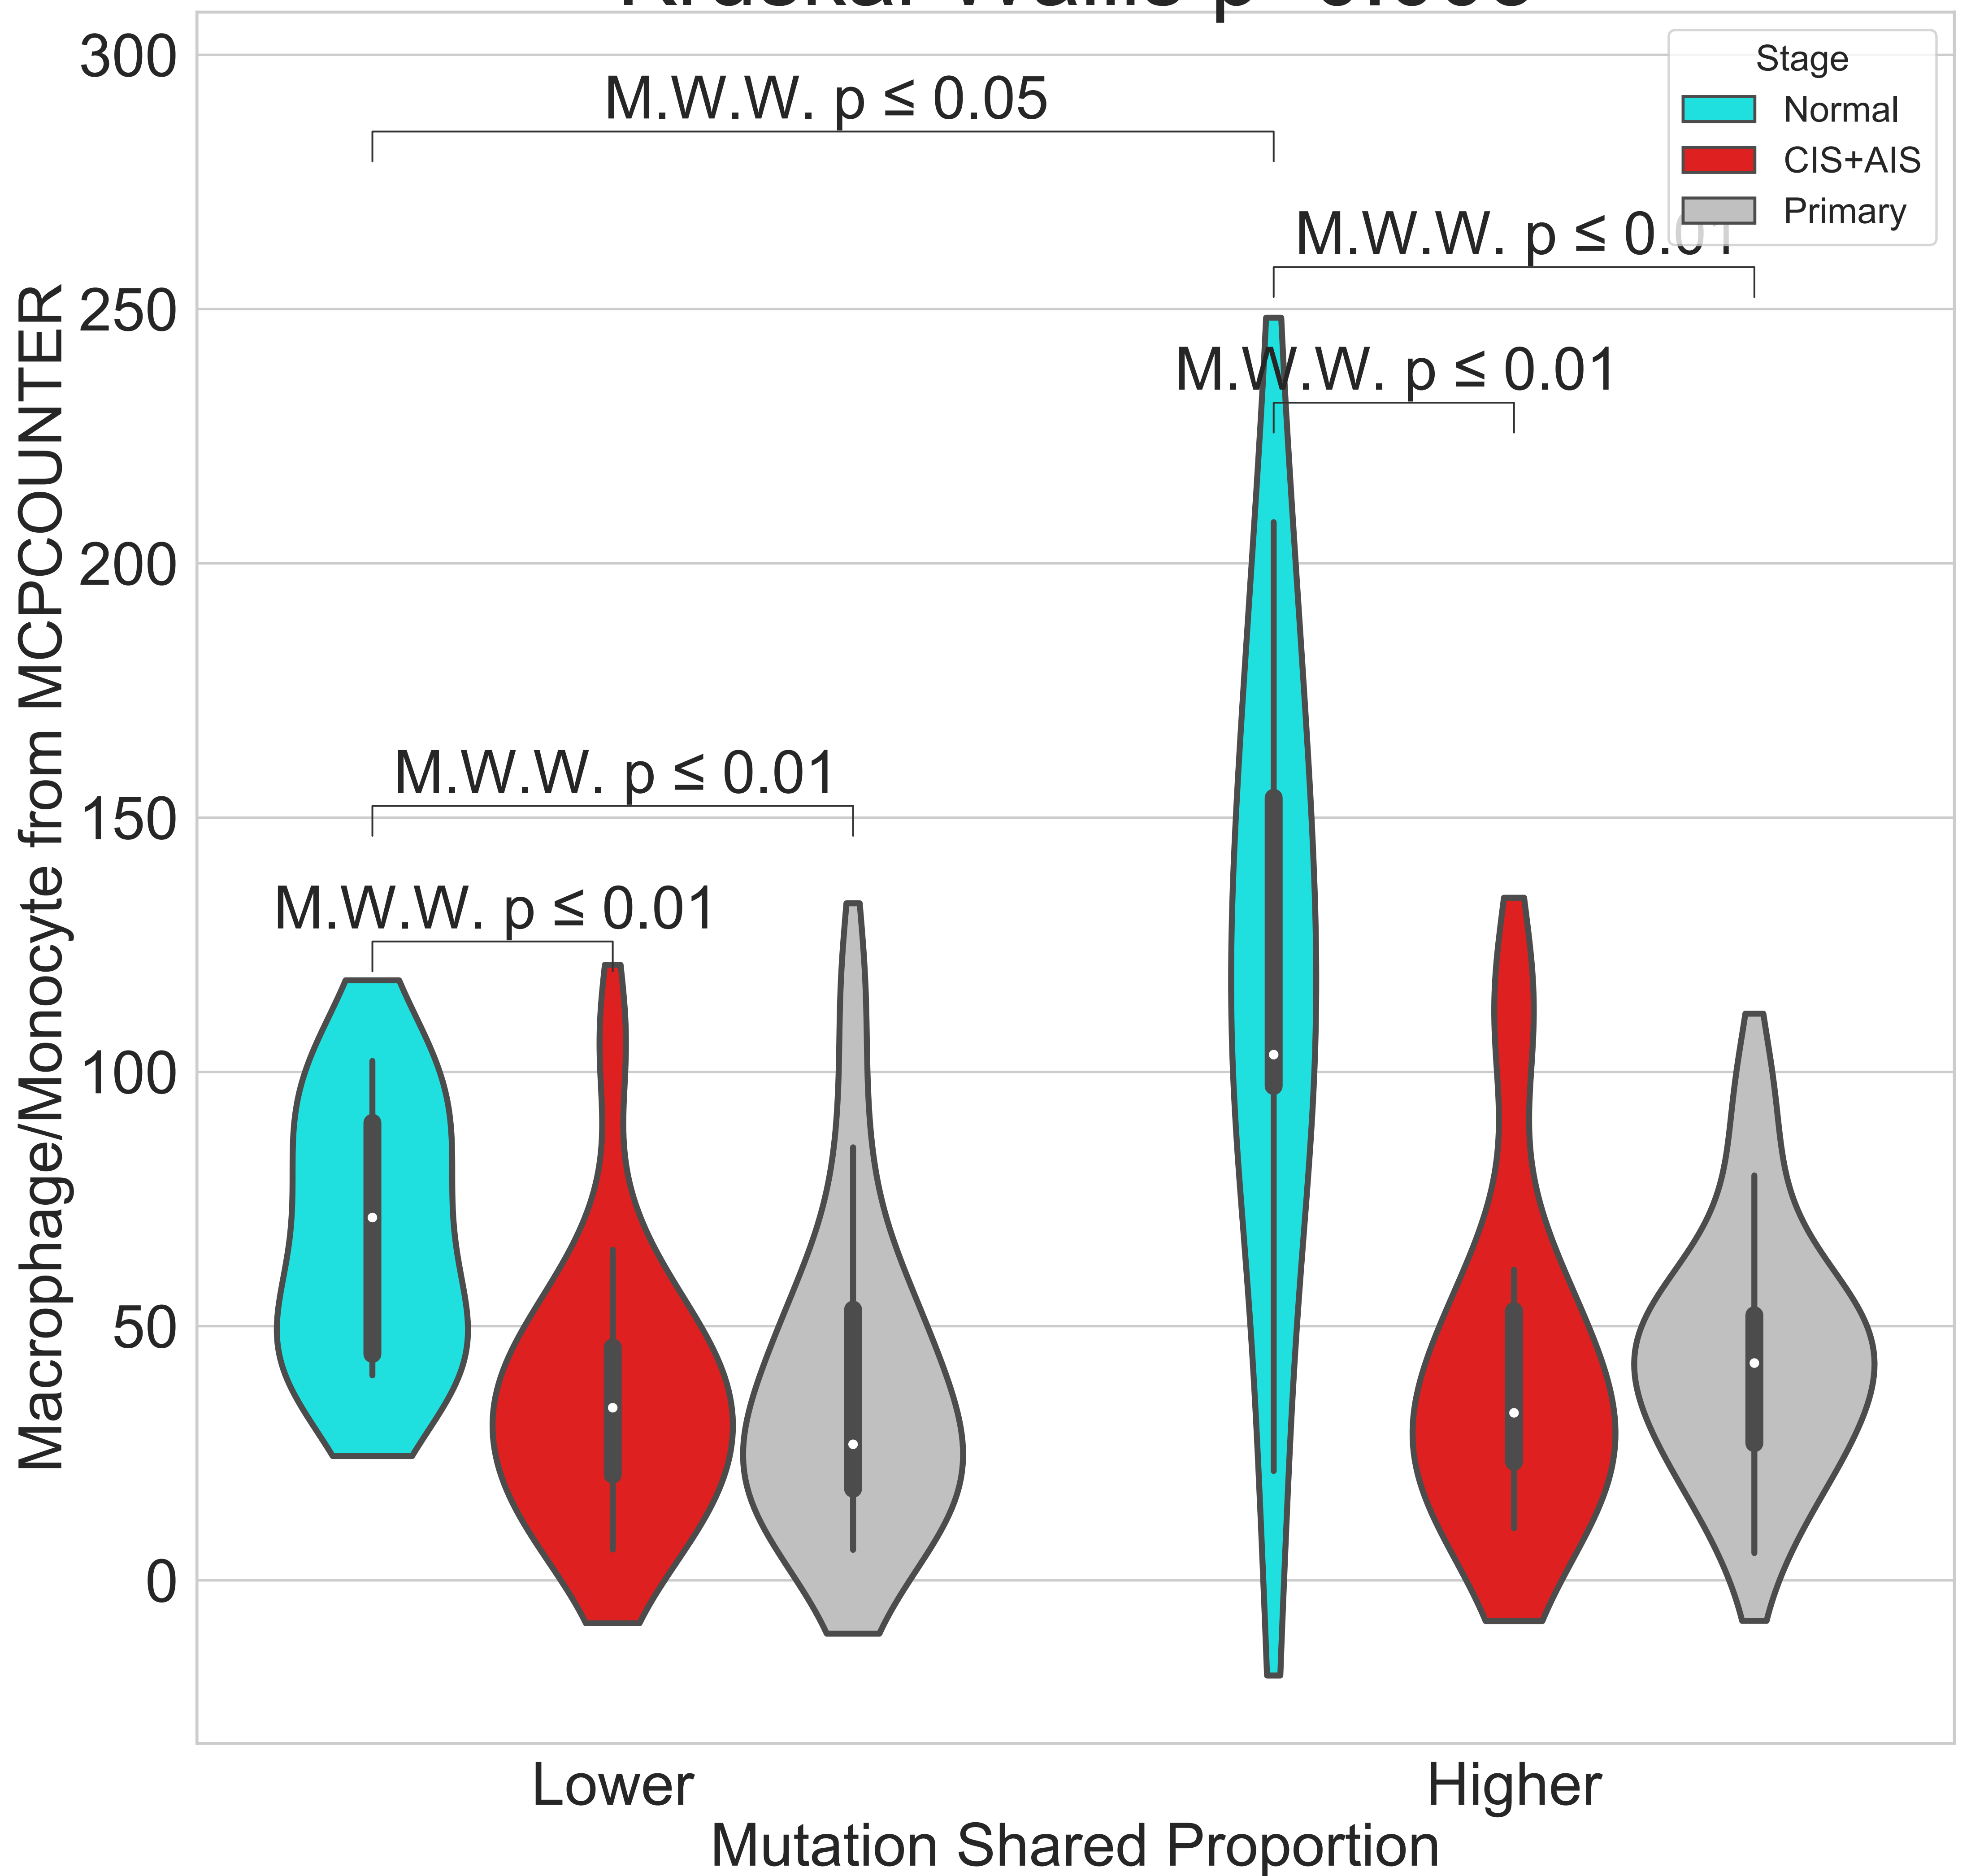 300
M.W.W. p ≤ 0.05
Stage
Normal
CIS+AIS
Primary
M.W.W. p ≤ 0.01
250
M.W.W. p ≤ 0.01
200
M.W.W. p ≤ 0.01
150
M.W.W. p ≤ 0.01
100
50
0
Macrophage/Monocyte from MCPCOUNTER
Lower
Higher
Mutation Shared Proportion